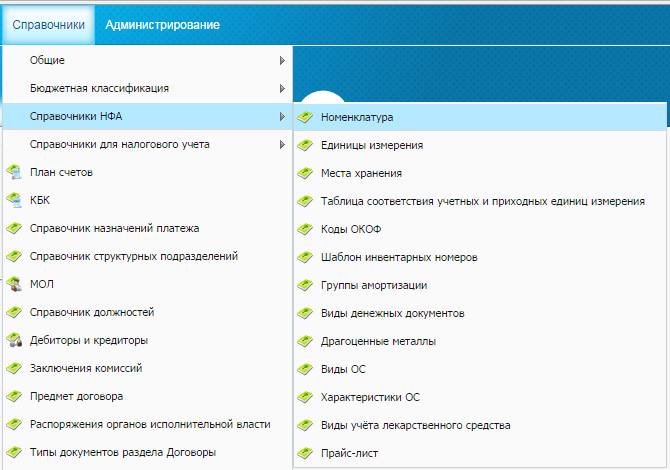 Справочники
Администрирование
Общие
Бюджетная классификация
Справочники НФА
Справочники для налогового учета
План счетов
КБК
Справочник назначений платежа
Справочник структурных подразделений
МОЛ
Справочник должностей
Дебиторы и кредиторы
Заключения комиссий
Предмет договора
Распоряжения органов исполнительной власти
Типы документов раздела Договоры
Номенклатура
Единицы измерения
Места хранения
Таблица соответствия учетных и приходных единиц измерения
Коды ОКОФ
Шаблон инвентарных номеров
Группы амортизации
Виды денежных документов
Драгоценные металлы
Виды ОС
Характеристики ОС
Виды учёта лекарственного средства
Прайс-лист